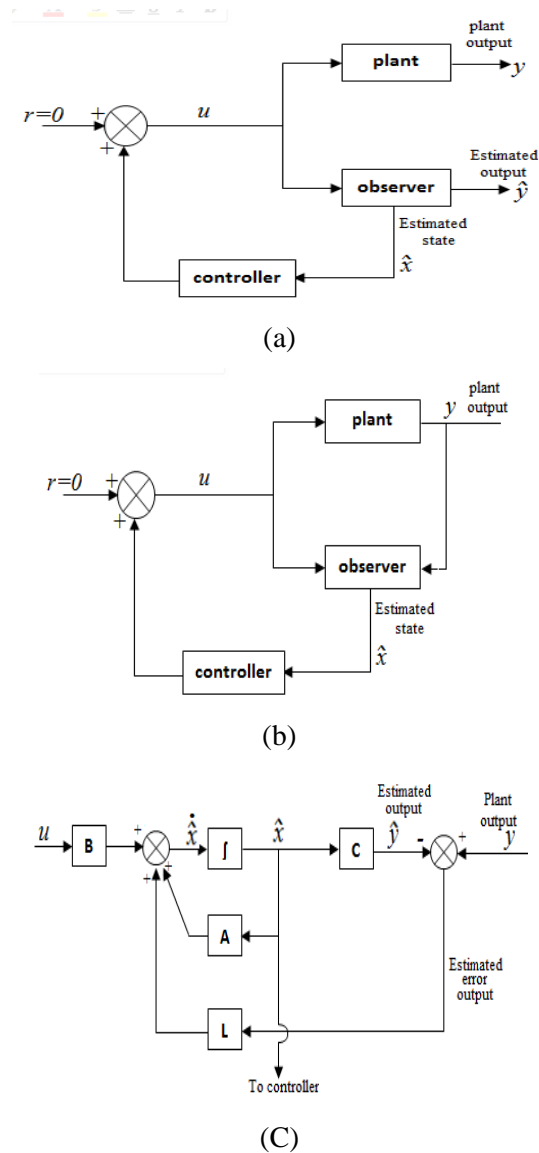 plant
output
plant
y
r=0
+
+
u
Estimated
output
observer
ŷ
Estimated
state
x̂
controller
(a)
plant
output
y
plant
r=0
+
+
u
observer
Estimated
state
x̂
controller
(b)
Estimated
output
Plant
output
u
B
+
+
+
ẋ̂
∫
x̂
C
ŷ
-
+
y
A
Estimated
error
output
L
To controller
(C)